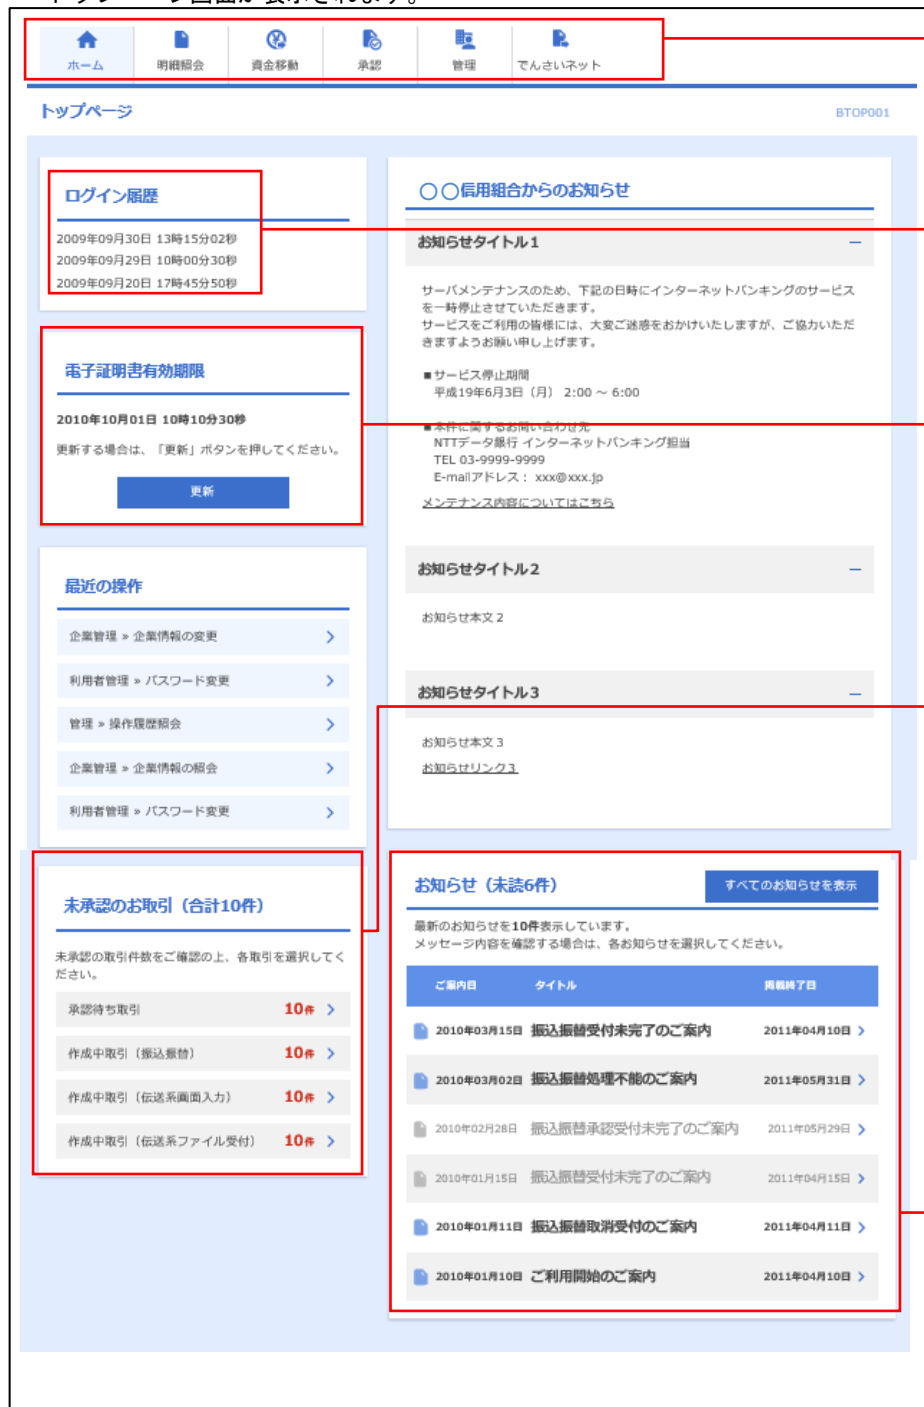 トップページ画面が表示されます。
ホーム 明細照会 資金移動 承認 管理 でんさいネット
トップページ
BTOP001
ログイン履歴
2009年09月30日 13時15分02秒
2009年09月29日 10時00分30秒
2009年09月20日 17時45分50秒
電子証明書有効期限
2010年10月01日 10時10分30秒
更新する場合は、「更新」ボタンを押してください。
更新
最近の操作
企業管理 » 企業情報の変更
利用者管理 » パスワード変更
管理 » 操作履歴照会
企業管理 » 企業情報の照会
利用者管理 » パスワード変更
未承認のお取引（合計10件）
未承認の取引件数をご確認の上、各取引を選択してく
ださい。
承認待ち取引 10件
作成中取引（振込振替） 10件
作成中取引（伝送系画面入力） 10件
作成中取引（伝送系ファイル受付） 10件
○○信用組合からのお知らせ
お知らせタイトル1
サーバメンテナンスのため、下記の日時にインターネットバンキングのサービス
を一時停止させていただきます。
サービスをご利用の皆様には、大変ご迷惑をおかけいたしますが、ご協力いただ
きますようお願い申し上げます。
■サービス停止期間
平成19年6月3日（月） 2:00 ～ 6:00
■本件に関するお問い合わせ先
NTTデータ銀行 インターネットバンキング担当
TEL 03-9999-9999
E-mailアドレス： xxx@xxx.jp
メンテナンス内容についてはこちら
お知らせタイトル2
お知らせ本文２
お知らせタイトル3
お知らせ本文３
お知らせリンク３
お知らせ（未読6件）
すべてのお知らせを表示
最新のお知らせを10件表示しています。
メッセージ内容を確認する場合は、各お知らせを選択してください。
ご案内日 タイトル 掲載終了日
2010年03月15日 振込振替受付未完了のご案内 2011年04月10日
2010年03月02日 振込振替処理不能のご案内 2011年05月31日
2010年02月28日 振込振替承認受付未完了のご案内 2011年05月29日
2010年01月15日 振込振替受付未完了のご案内 2011年04月15日
2010年01月11日 振込振替取消受付のご案内 2011年04月11日
2010年01月10日 ご利用開始のご案内 2011年04月10日